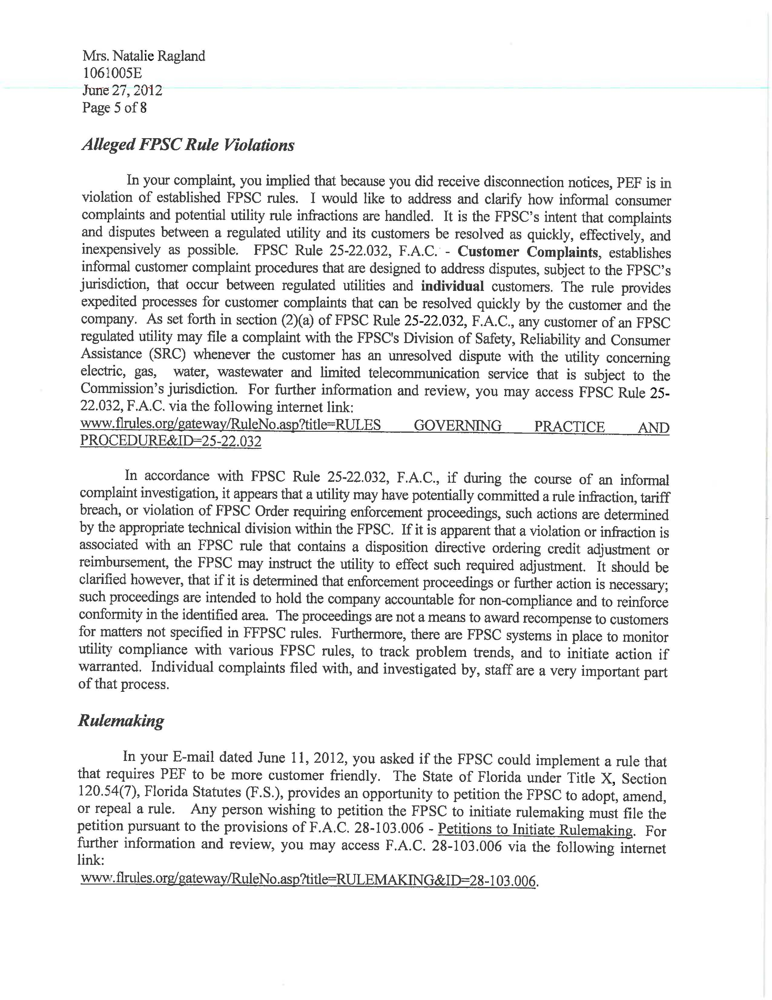 Mrs. Natalie Ragland
1061005E
June 27, 2012
Page 5 of 8
Alleged FPSC Rule Violations
In your complaint, you implied that because you did receive disconnection notices, PEF is in
violation of established FPSC rules. I would like to address and clarify how informal consumer
complaints and potential utility rule infractions are handled. It is the FPSC's intent that complaints
and disputes between a regulated utility and its customers be resolved as quickly, effectively, and
inexpensively as possible. FPSC Rule 25-22.032, F.A.C. - Customer Complaints, establishes
informal customer complaint procedures that are designed to address disputes, subject to the FPSC's
jurisdiction, that occur between regulated utilities and individual customers. The rule provides
expedited processes for customer complaints that can be resolved quickly by the customer and the
company. As set forth in section (2)(a) of FPSC Rule 25-22.032, F.A.C., any customer of an FPSC
regulated utility may file a complaint with the FPSC's Division of Safety, Reliability and Consumer
Assistance (SRC) whenever the customer has an unresolved dispute with the utility concerning
electric, gas, water, wastewater and limited telecommunication service that is subject to the
Commission's jurisdiction. For further information and review, you may access FPSC Rule 25-
22.032, F.A.C. via the following internet link:
www.flrules.org/gateway/RuleNo.asp?title=RULES GOVERNING PRACTICE AND
PROCEDURE&ID=25-22.032
In accordance with FPSC Rule 25-22.032, F.A.C., if during the course of an informal
complaint investigation, it appears that a utility may have potentially committed a rule infraction, tariff
breach, or violation of FPSC Order requiring enforcement proceedings, such actions are determined
by the appropriate technical division within the FPSC. If it is apparent that a violation or infraction is
associated with an FPSC rule that contains a disposition directive ordering credit adjustment or
reimbursement, the FPSC may instruct the utility to effect such required adjustment. It should be
clarified however, that if it is determined that enforcement proceedings or further action is necessary;
such proceedings are intended to hold the company accountable for non-compliance and to reinforce
conformity in the identified area. The proceedings are not a means to award recompense to customers
for matters not specified in FFPSC rules. Furthermore, there are FPSC systems in place to monitor
utility compliance with various FPSC rules, to track problem trends, and to initiate action if
warranted. Individual complaints filed with, and investigated by, staff are a very important part
of that process.
Rulemaking
In your E-mail dated June 11, 2012, you asked if the FPSC could implement a rule that
that requires PEF to be more customer friendly. The State of Florida under Title X, Section
120.54(7), Florida Statutes (F.S.), provides an opportunity to petition the FPSC to adopt, amend,
or repeal a rule. Any person wishing to petition the FPSC to initiate rulemaking must file the
petition pursuant to the provisions of F.A.C. 28-103.006 - Petitions to Initiate Rulemaking. For
further information and review, you may access F.A.C. 28-103.006 via the following internet
link:
www.flrules.org/gateway/RuleNo.asp?title=RULEMAKING&ID=28-103.006.